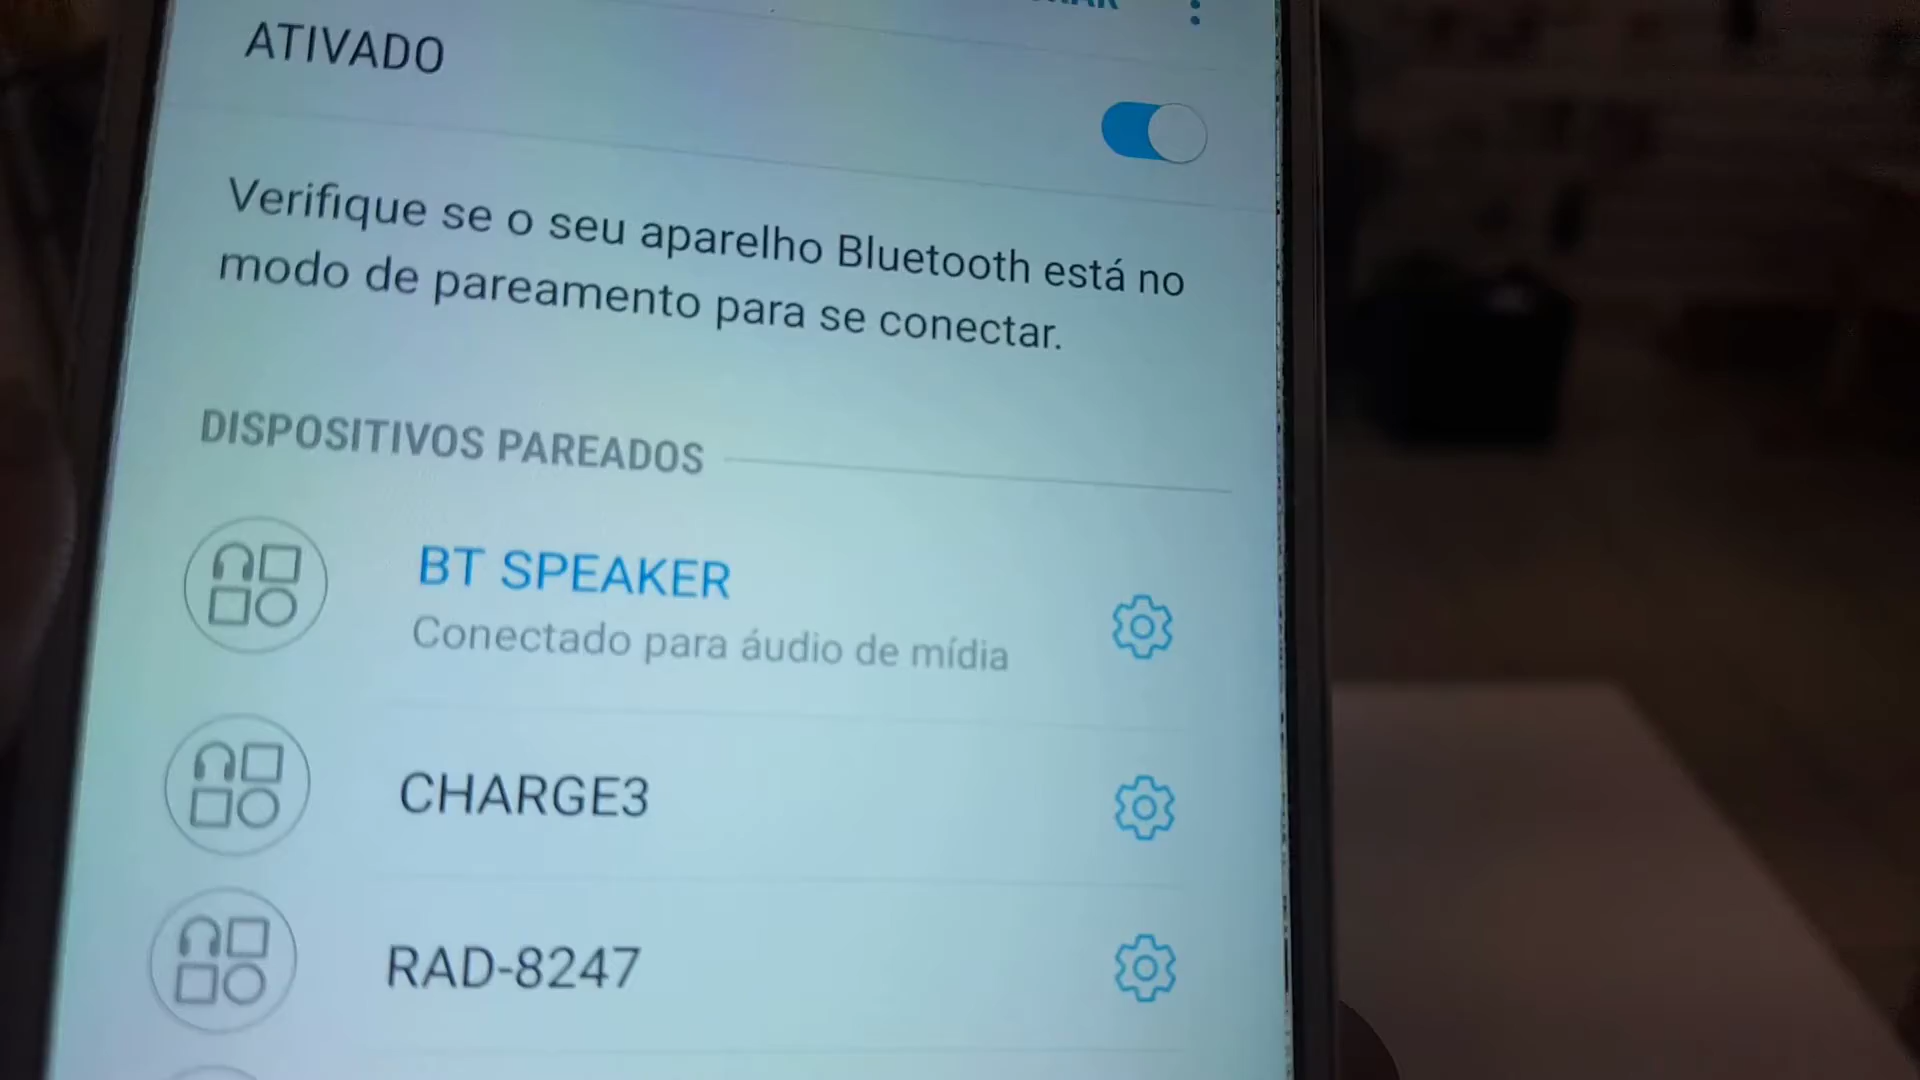 ATIVADO
Verifique se o seu aparelho Bluetooth está no
modo de pareamento para se conectar.
DISPOSITIVOS PAREADOS
BT SPEAKER
Conectado para áudio de mídia
CHARGE3
RAD-8247